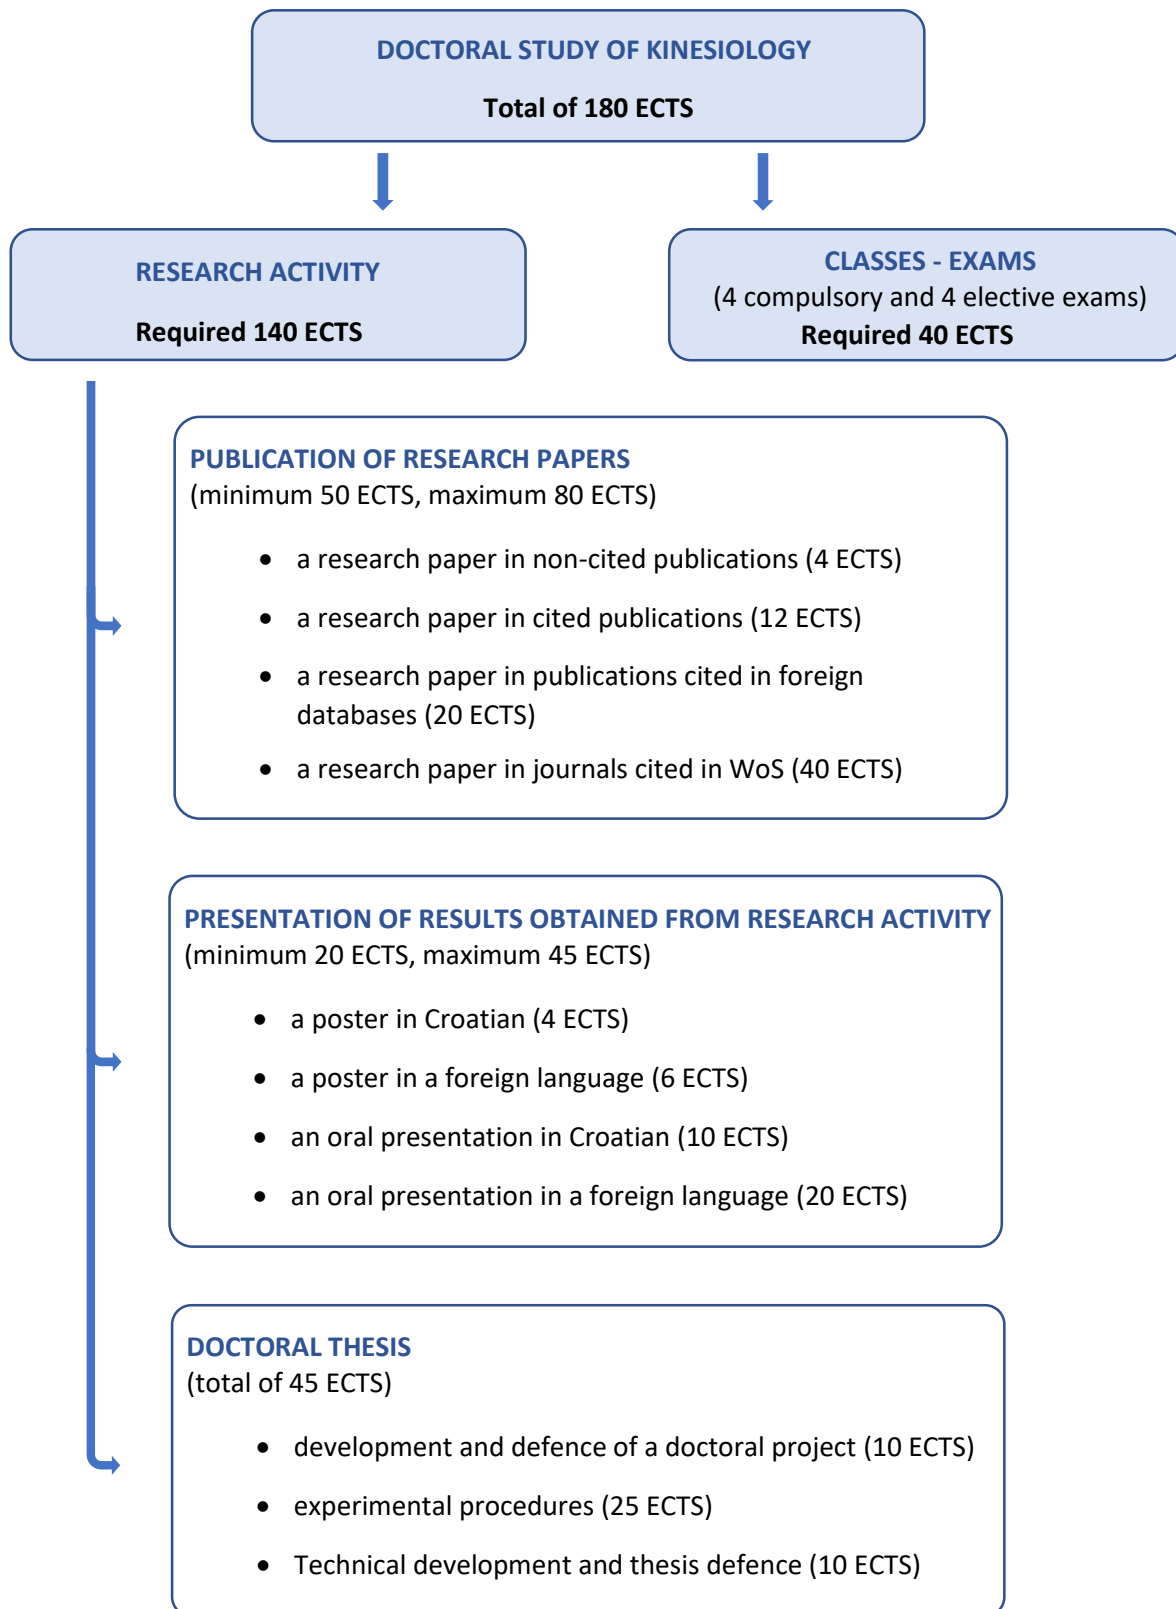 DOCTORAL STUDY OF KINESIOLOGY
Total of 180 ECTS
RESEARCH ACTIVITY
Required 140 ECTS
CLASSES - EXAMS
(4 compulsory and 4 elective exams)
Required 40 ECTS
PUBLICATION OF RESEARCH PAPERS
(minimum 50 ECTS, maximum 80 ECTS)
• a research paper in non-cited publications (4 ECTS)
• a research paper in cited publications (12 ECTS)
• a research paper in publications cited in foreign
databases (20 ECTS)
• a research paper in journals cited in WoS (40 ECTS)
PRESENTATION OF RESULTS OBTAINED FROM RESEARCH ACTIVITY
(minimum 20 ECTS, maximum 45 ECTS)
• a poster in Croatian (4 ECTS)
• a poster in a foreign language (6 ECTS)
• an oral presentation in Croatian (10 ECTS)
• an oral presentation in a foreign language (20 ECTS)
DOCTORAL THESIS
(total of 45 ECTS)
• development and defence of a doctoral project (10 ECTS)
• experimental procedures (25 ECTS)
• Technical development and thesis defence (10 ECTS)